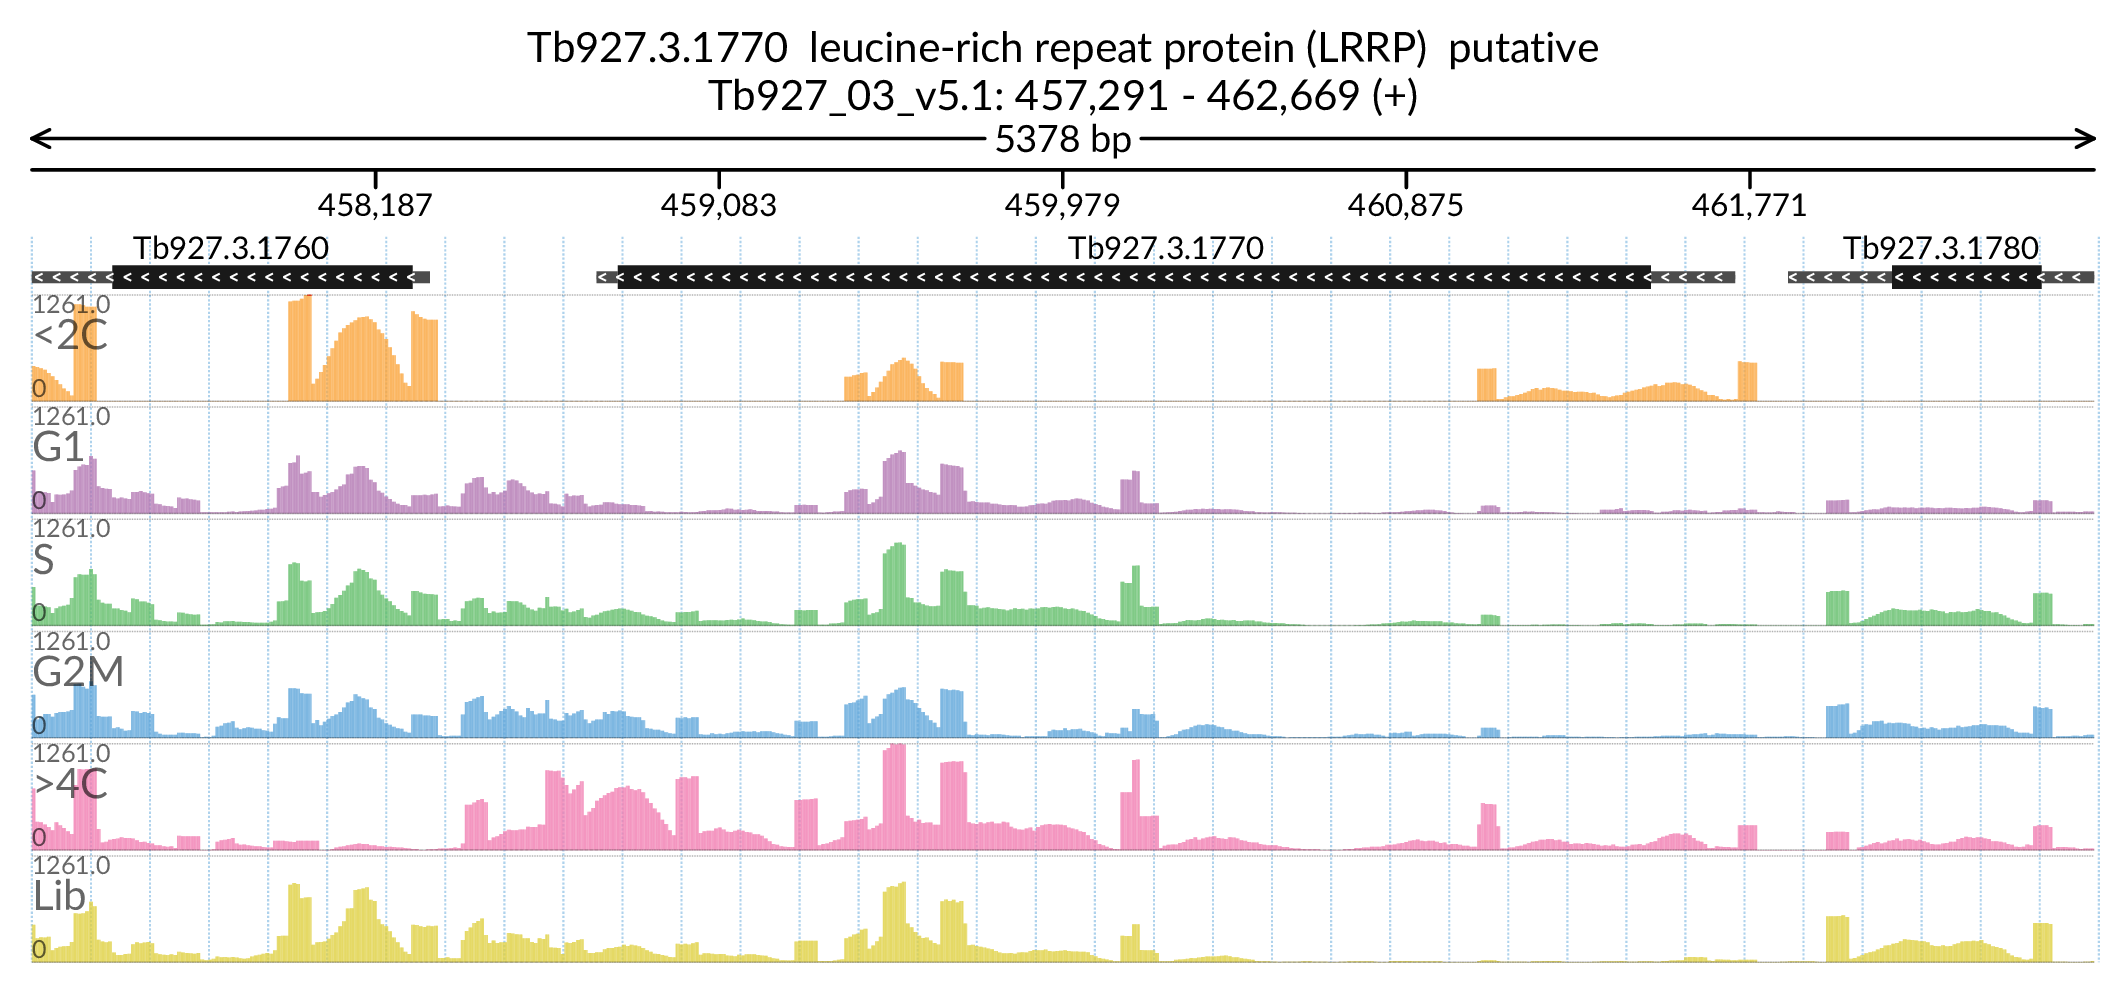 Tb927.3.1770  leucine-rich repeat protein (LRRP)  putative
Tb927_03_v5.1: 457,291 - 462,669 (+)
5378 bp
458,187 459,083 459,979 460,875 461,771
Tb927.3.1760 Tb927.3.1770 Tb927.3.1780
1261.0
<2C
0
1261.0
G1
0
1261.0
S
0
1261.0
G2M
0
1261.0
>4C
0
1261.0
Lib
0